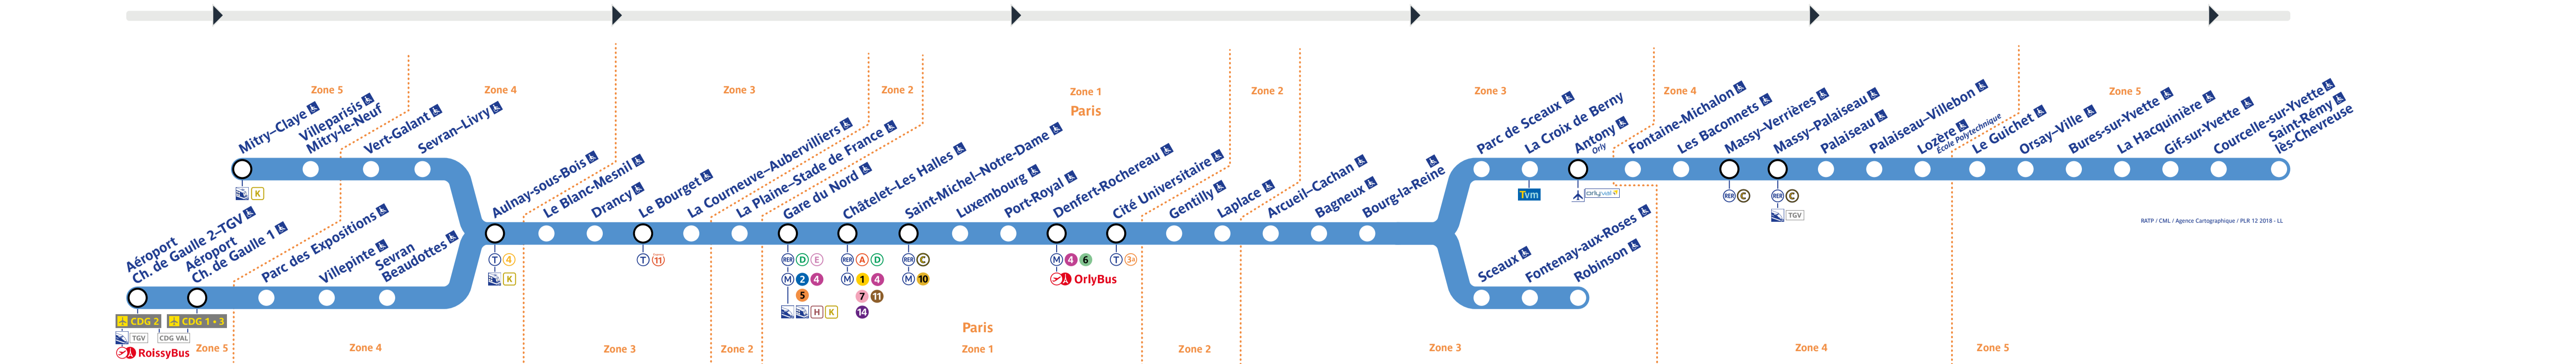 Zone 5
Zone 4
Zone 3
Zone 2
Zone 1
Paris
Zone 2
Zone 3
Zone 4
Zone 5
Mitry–Claye
Villeparisis
Mitry-le-Neuf
Vert-Galant
Sevran–Livry
K
Aéroport
Ch. de Gaulle 2–TGV
Aéroport
Ch. de Gaulle 1
Parc des Expositions
Villepinte
Sevran
Beaudottes
CDG 2
CDG 1 • 3
TGV
CDG VAL
RoissyBus
Aulnay-sous-Bois
T 4
K
Le Blanc-Mesnil
Drancy
Le Bourget
T 11
La Courneuve–Aubervilliers
La Plaine–Stade de France
Gare du Nord
RER D E
M 2 4
5
H K
Châtelet–Les Halles
RER A D
M 1 4
7 11
14
Saint-Michel–Notre-Dame
RER C
M 10
Luxembourg
Port-Royal
Denfert-Rochereau
M 4 6
OrlyBus
Cité Universitaire
T 3a
Gentilly
Laplace
Arcueil–Cachan
Bagneux
Bourg-la-Reine
Parc de Sceaux
La Croix de Berny
Tvm
Antony
Orly
orlyval
Fontaine-Michalon
Les Baconnets
Massy–Verrières
RER C
Massy–Palaiseau
RER C
TGV
Palaiseau
Palaiseau–Villebon
Lozère
École Polytechnique
Le Guichet
Orsay–Ville
Bures-sur-Yvette
La Hacquinière
Gif-sur-Yvette
Courcelle-sur-Yvette
Saint-Rémy
lès-Chevreuse
Sceaux
Fontenay-aux-Roses
Robinson
RATP / CML / Agence Cartographique / PLR 12 2018 - LL
Zone 5
Zone 4
Zone 3
Zone 2
Paris
Zone 1
Zone 2
Zone 3
Zone 4
Zone 5